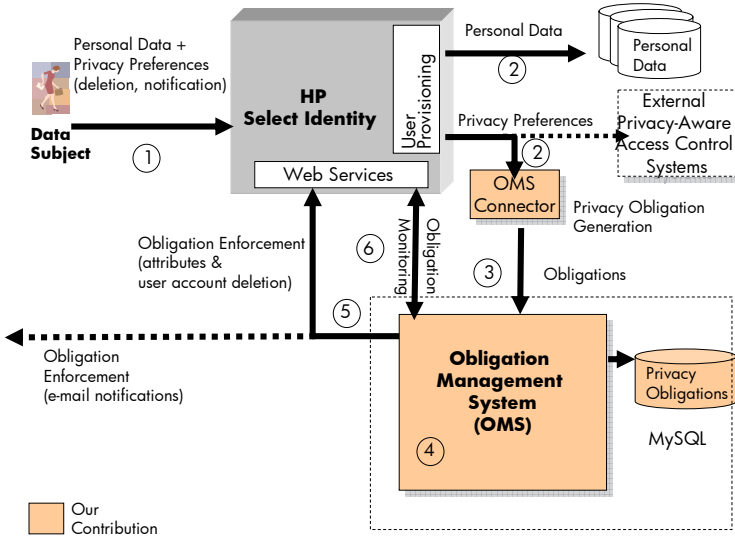 Personal Data +
Privacy Preferences
(deletion, notification)
Data
Subject
1
HP
Select Identity
User
Provisioning
Web Services
Personal Data
2
Personal
Data
Privacy Preferences
2
External
Privacy-Aware
Access Control
Systems
OMS
Connector
Privacy Obligation
Generation
3
Obligations
Obligation Enforcement
(attributes &
user account deletion)
6
Obligation
Monitoring
5
Obligation
Enforcement
(e-mail notifications)
Obligation
Management
System
(OMS)
4
Privacy
Obligations
MySQL
Our
Contribution